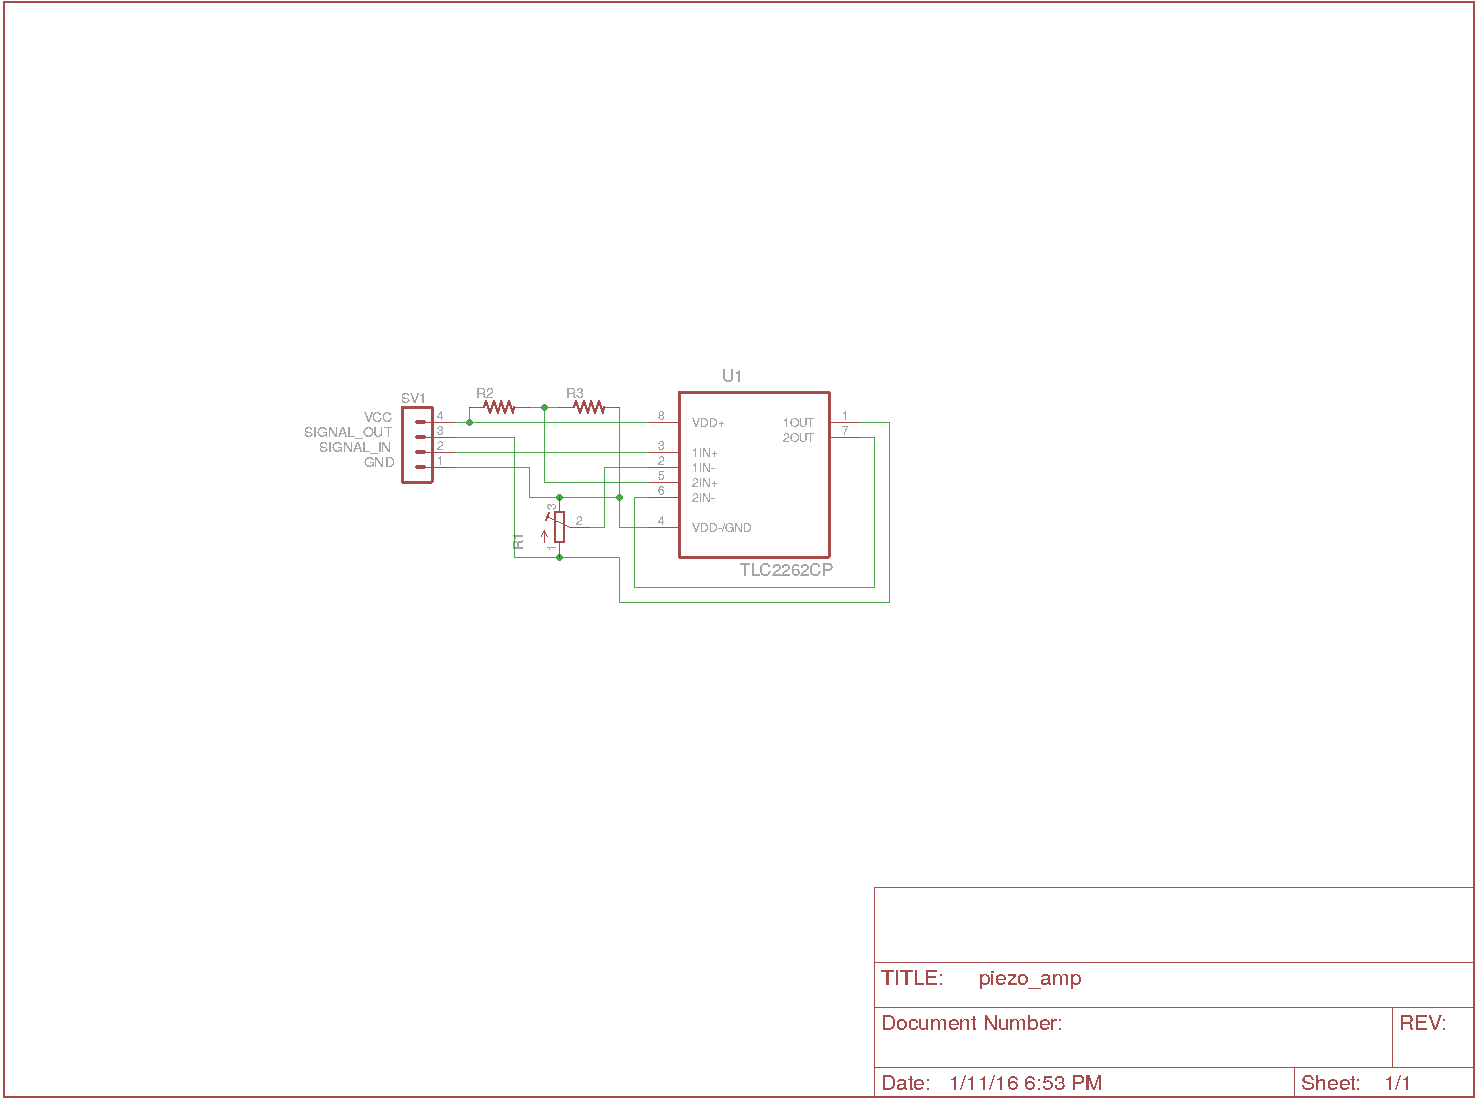 U1
R2 R3
SV1
VCC 4 8 VDD+ 1OUT 1
SIGNAL_OUT 3 2OUT 7
SIGNAL_IN 2 3 1IN+
GND 1 2 1IN-
5 2IN+
6 2IN-
3
2 4 VDD-/GND
R1 1
TLC2262CP
TITLE: piezo_amp
Document Number: REV:
Date: 1/11/16 6:53 PM Sheet: 1/1